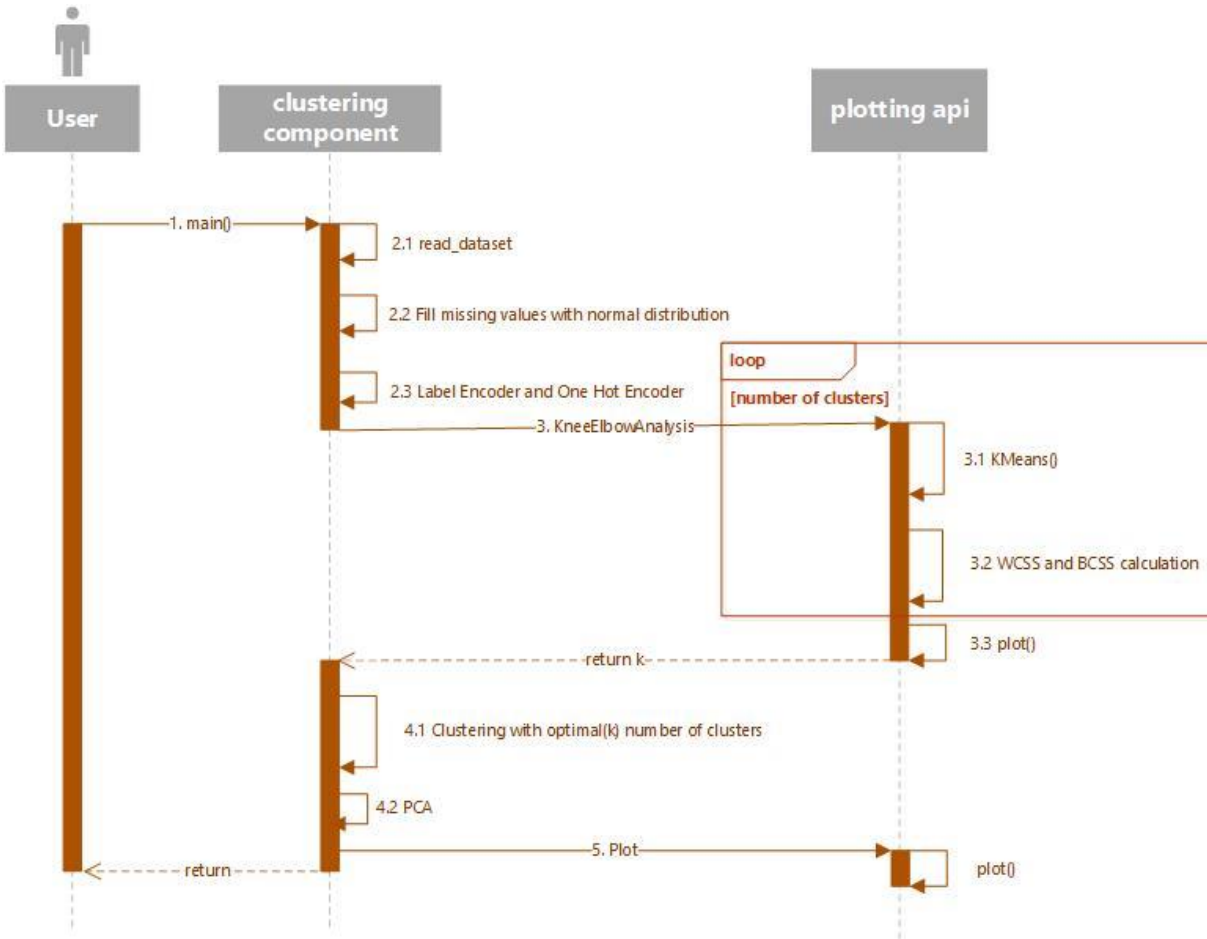 User
clustering
component
plotting api
1. main()
2.1 read_dataset
2.2 Fill missing values with normal distribution
loop
2.3 Label Encoder and One Hot Encoder
[number of clusters]
3. KneeElbowAnalysis
3.1 KMeans()
3.2 WCSS and BCSS calculation
3.3 plot()
return k
4.1 Clustering with optimal(k) number of clusters
4.2 PCA
5. Plot
return
plot()